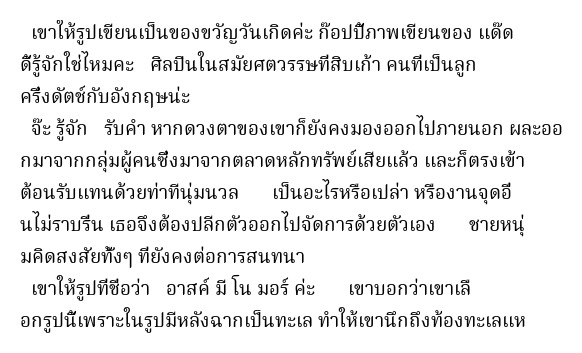 เขาให้รูปเขียนเป็นของขวัญวันเกิดค่ะ ก๊อปปี้ภาพเขียนของ แด๊ด
ดี้รู้จักใช่ไหมคะ ศิลปินในสมัยศตวรรษที่สิบเก้า คนที่เป็นลูก
ครึ่งดัตช์กับอังกฤษน่ะ
จ๊ะ รู้จัก รับคำ หากดวงตาของเขาก็ยังคงมองออกไปภายนอก ผละออ
กมาจากกลุ่มผู้คนซึ่งมาจากตลาดหลักทรัพย์เสียแล้ว และก็ตรงเข้า
ต้อนรับแทนด้วยท่าทีนุ่มนวล เป็นอะไรหรือเปล่า หรืองานจุดอื่
นไม่ราบรื่น เธอจึงต้องปลีกตัวออกไปจัดการด้วยตัวเอง ชายหนุ่
มคิดสงสัยทั้งๆ ที่ยังคงต่อการสนทนา
เขาให้รูปที่ชื่อว่า อาสค์ มี โน มอร์ ค่ะ เขาบอกว่าเขาเลื
อกรูปนี้เพราะในรูปมีหลังฉากเป็นทะเล ทำให้เขานึกถึงท้องทะเลแห